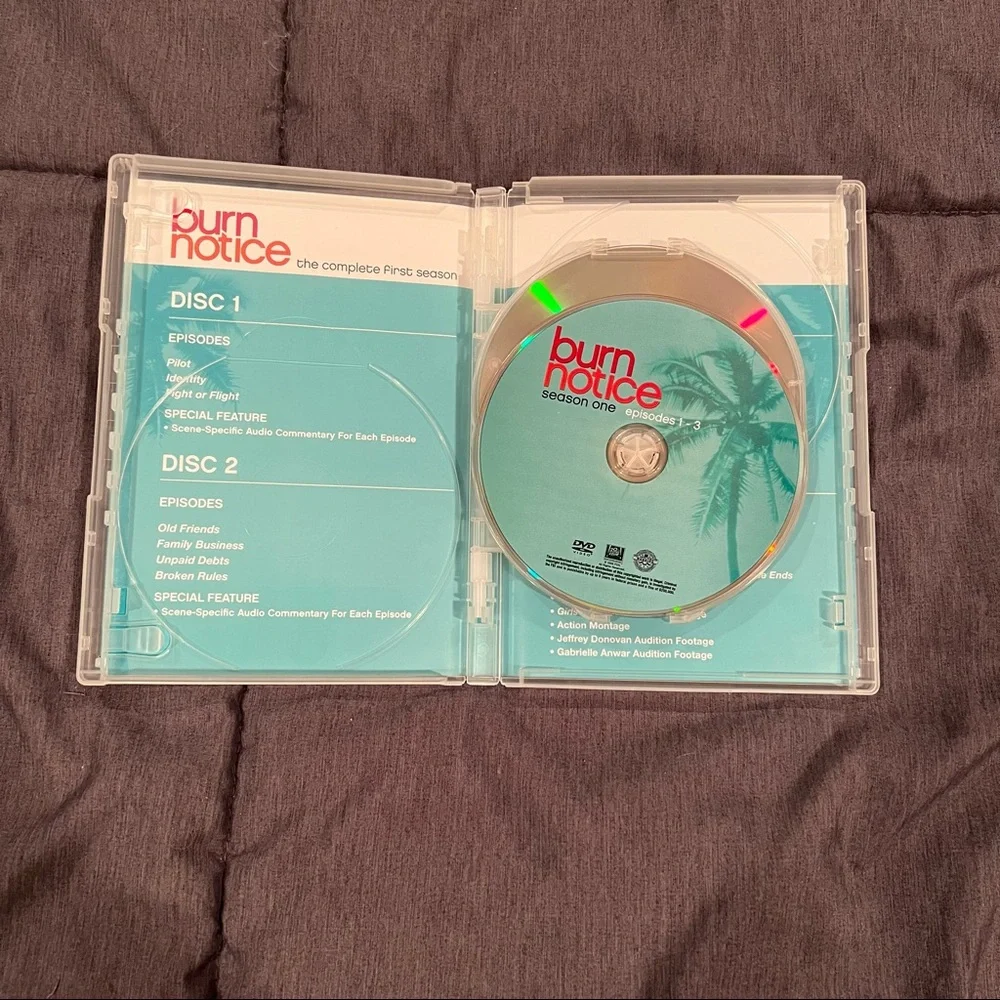 burn
notice the complete first season
DISC 1
EPISODES
Pilot
Identity
Fight or Flight
SPECIAL FEATURE
• Scene-Specific Audio Commentary For Each Episode
DISC 2
EPISODES
Old Friends
Family Business
Unpaid Debts
Broken Rules
SPECIAL FEATURE
• Scene-Specific Audio Commentary For Each Episode
burn
notice
season one episodes 1 - 3
DVD
VIDEO
Ends
• Action Montage
• Jeffrey Donovan Audition Footage
• Gabrielle Anwar Audition Footage